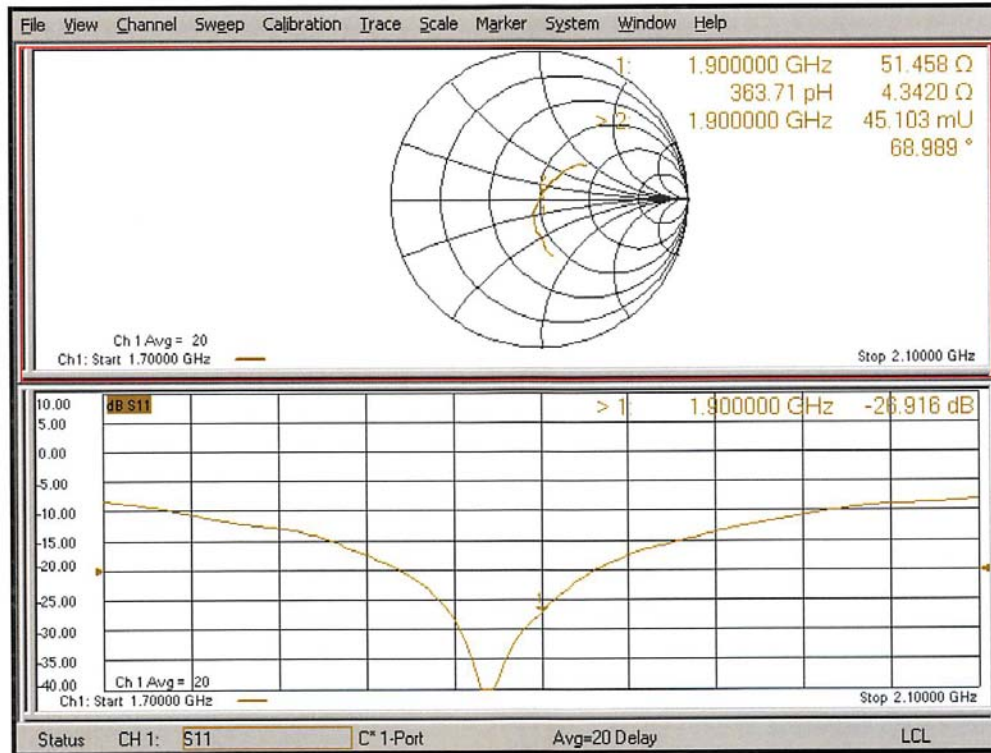 File View Channel Sweep Calibration Trace Scale Marker System Window Help
1: 1.900000 GHz 51.458 Ω
363.71 pH 4.3420 Ω
> 2: 1.900000 GHz 45.103 mU
68.989 °
Ch 1 Avg = 20
Ch1: Start 1.70000 GHz
Stop 2.10000 GHz
10.00
dB S11
> 1: 1.900000 GHz -26.916 dB
5.00
0.00
-5.00
-10.00
-15.00
-20.00
-25.00
-30.00
-35.00
-40.00
1
Ch 1 Avg = 20
Ch1: Start 1.70000 GHz
Stop 2.10000 GHz
Status CH 1: S11 C* 1-Port Avg=20 Delay LCL